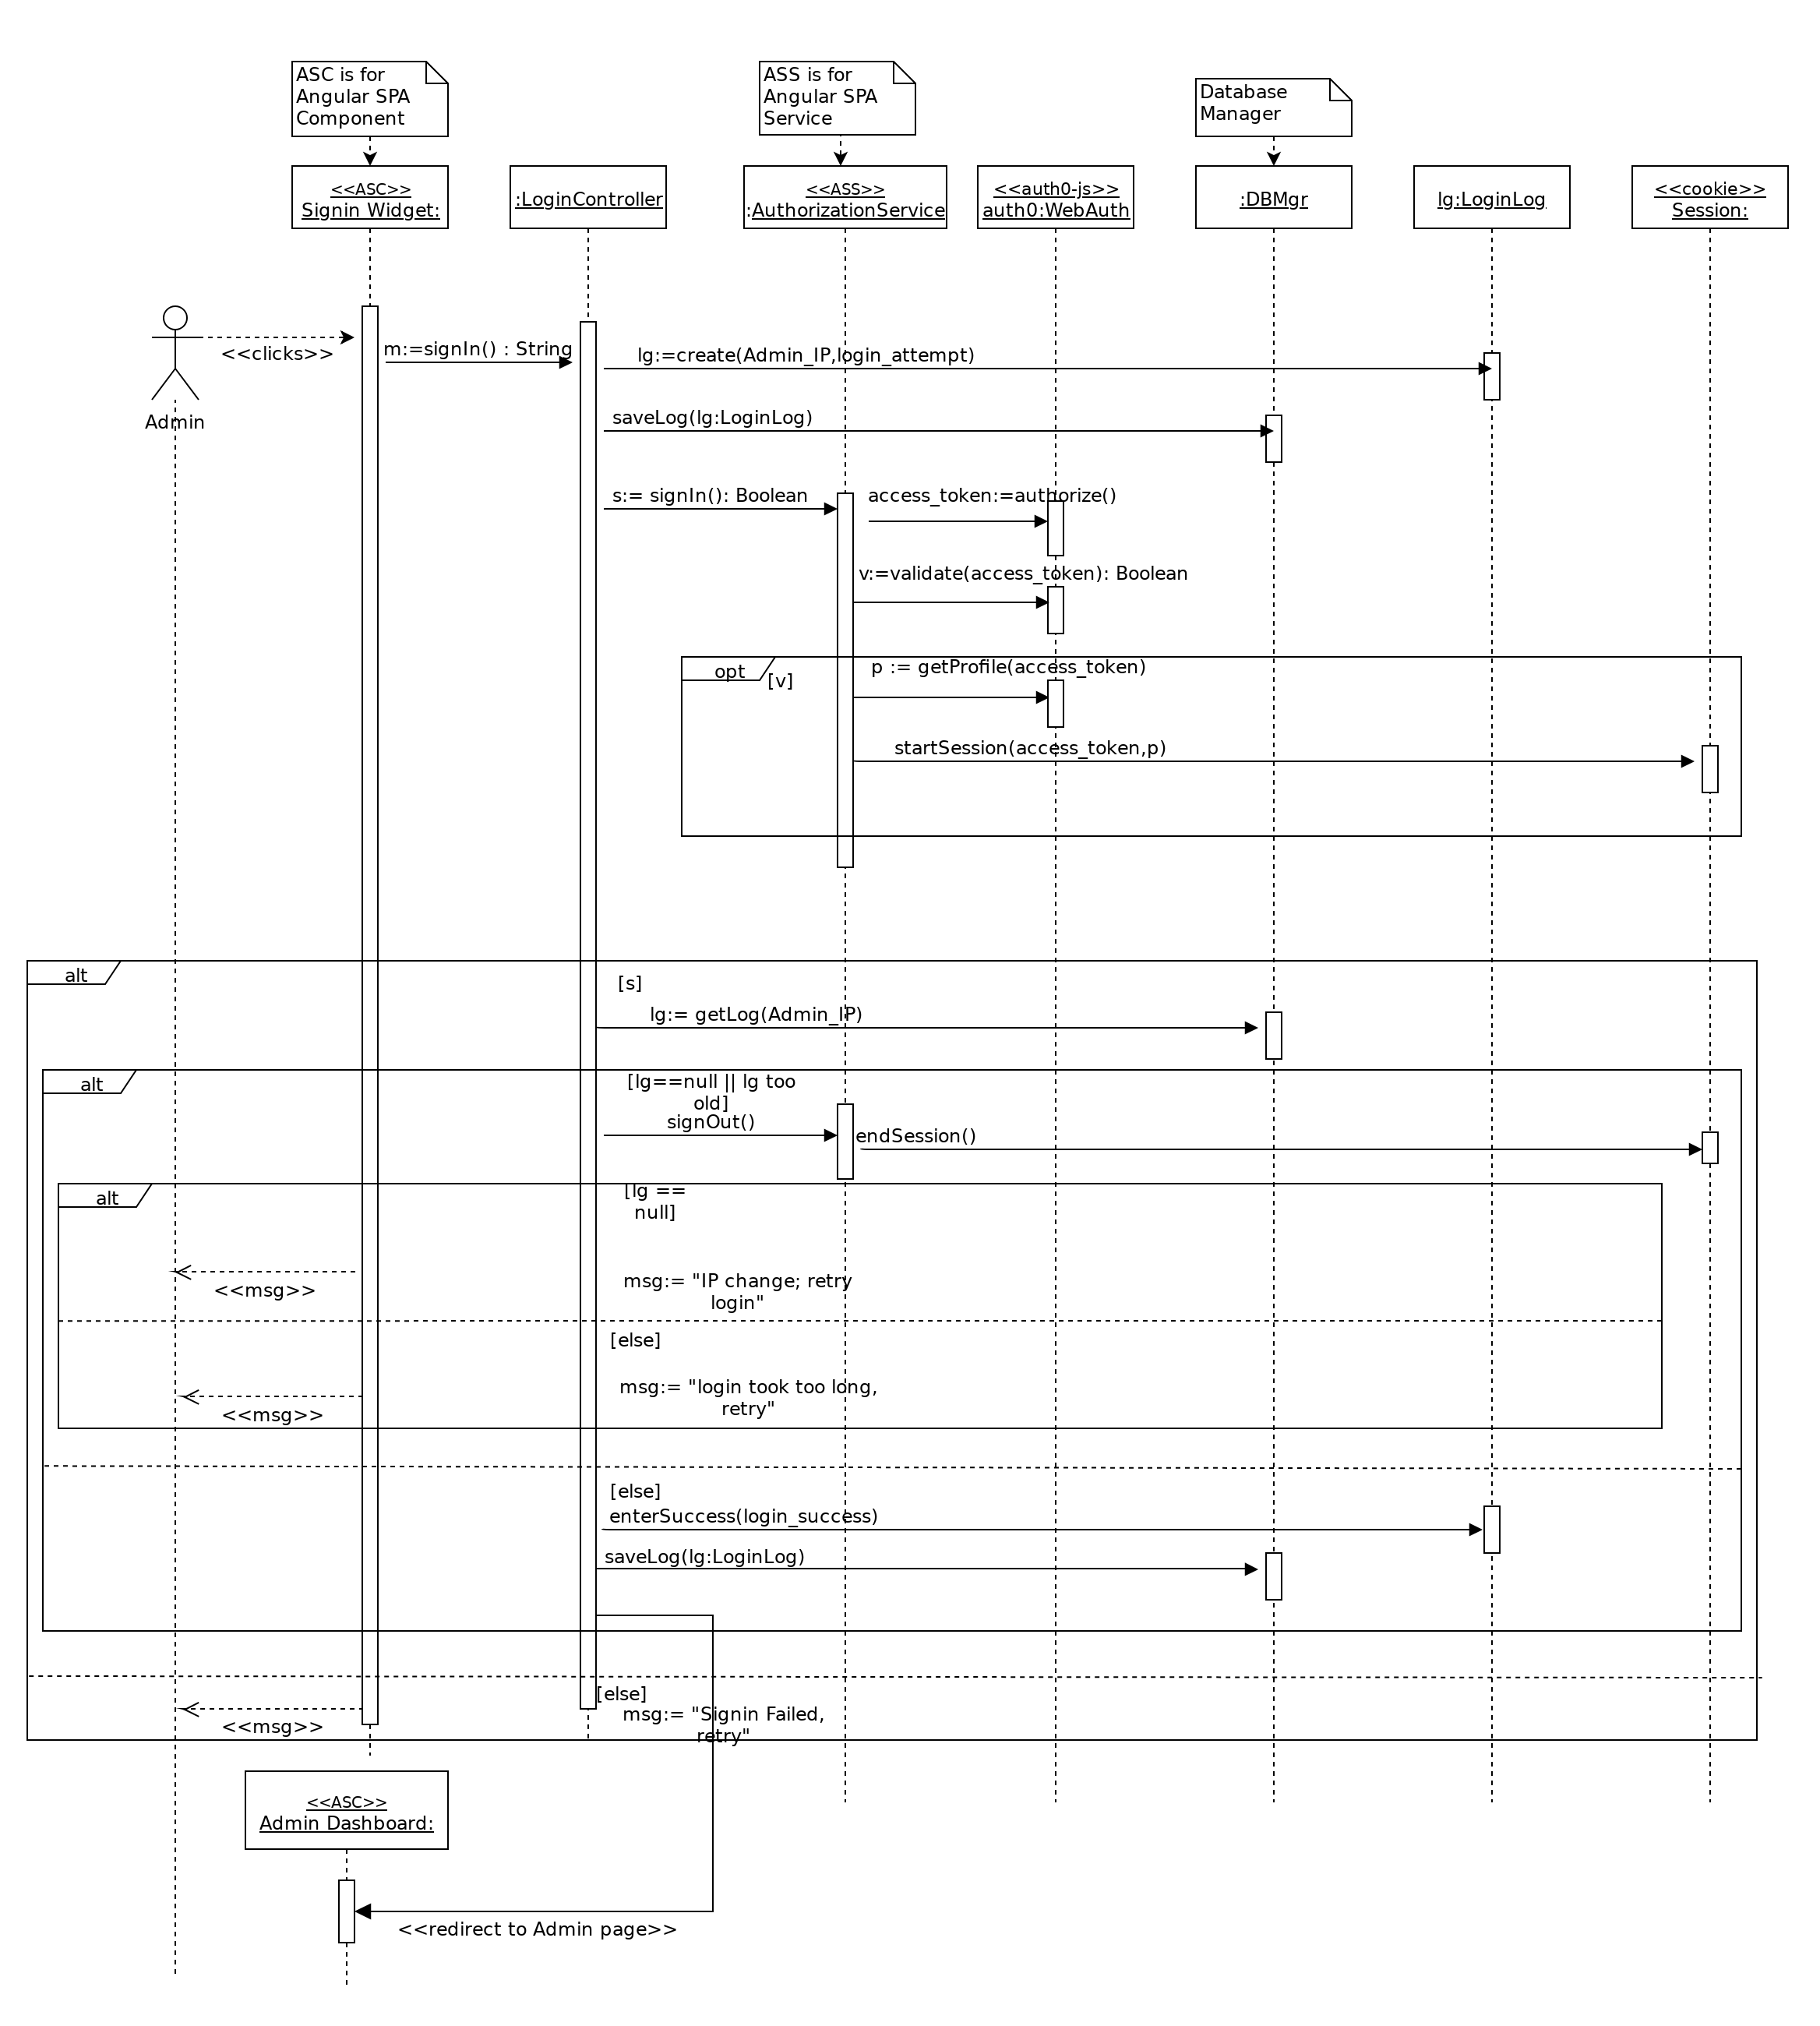 ASC is for
Angular SPA
Component
ASS is for
Angular SPA
Service
Database
Manager
<<ASC>>
Signin Widget:
:LoginController
<<ASS>>
:AuthorizationService
<<auth0-js>>
auth0:WebAuth
:DBMgr
lg:LoginLog
<<cookie>>
Session:
<<clicks>>
Admin
m:=signIn() : String
lg:=create(Admin_IP,login_attempt)
saveLog(lg:LoginLog)
s:= signIn(): Boolean
access_token:=authorize()
v:=validate(access_token): Boolean
opt
[v]
p := getProfile(access_token)
startSession(access_token,p)
alt
[s]
lg:= getLog(Admin_IP)
alt
[lg==null || lg too
old]
signOut()
endSession()
alt
[lg ==
null]
<<msg>>
msg:= "IP change; retry
login"
[else]
<<msg>>
msg:= "login took too long,
retry"
[else]
enterSuccess(login_success)
saveLog(lg:LoginLog)
[else]
<<msg>>
msg:= "Signin Failed,
retry"
<<ASC>>
Admin Dashboard:
<<redirect to Admin page>>